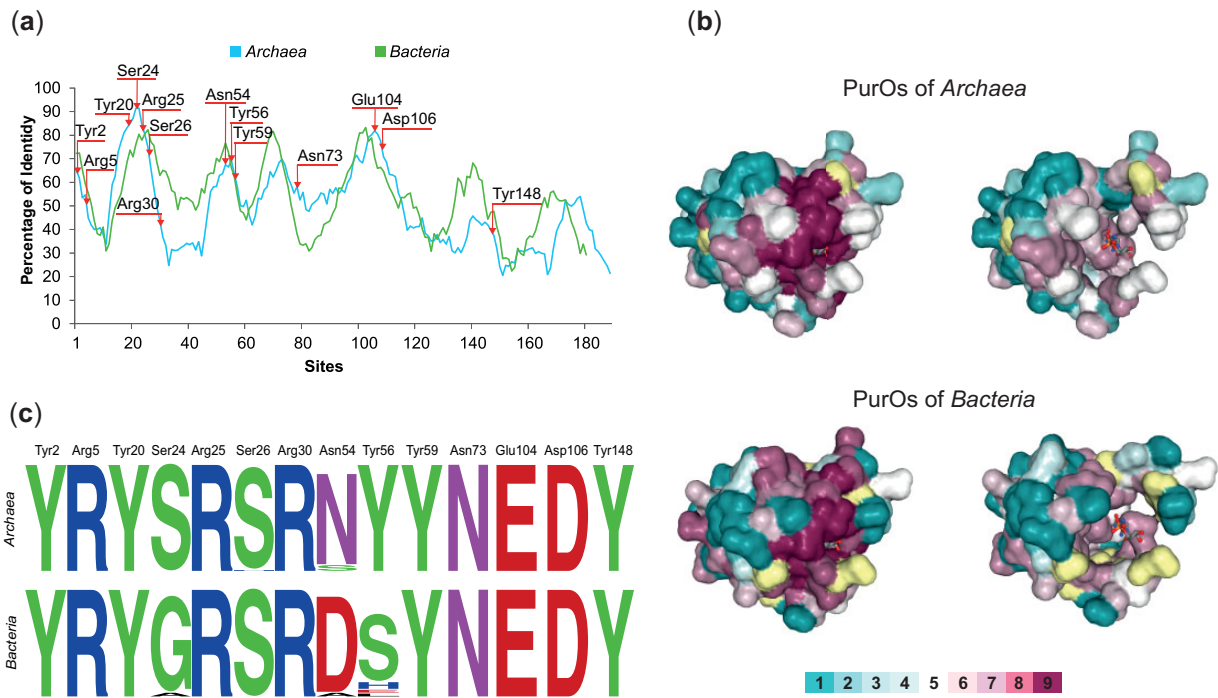 (a)
Archaea
Bacteria
Percentage of Identidy
100
90
80
70
60
50
40
30
20
10
0
Tyr2
Arg5
Tyr20
Ser24
Arg25
Ser26
Arg30
Asn54
Tyr56
Tyr59
Asn73
Glu104
Asp106
Tyr148
1 20 40 60 80 100 120 140 160 180
Sites
(b)
PurOs of Archaea
PurOs of Bacteria
1 2 3 4 5 6 7 8 9
(c)
Tyr2 Arg5 Tyr20 Ser24 Arg25 Ser26 Arg30 Asn54 Tyr56 Tyr59 Asn73 Glu104 Asp106 Tyr148
Archaea
YRYSRSRNYYNEDY
Bacteria
YRYGRSRDSYNEDY